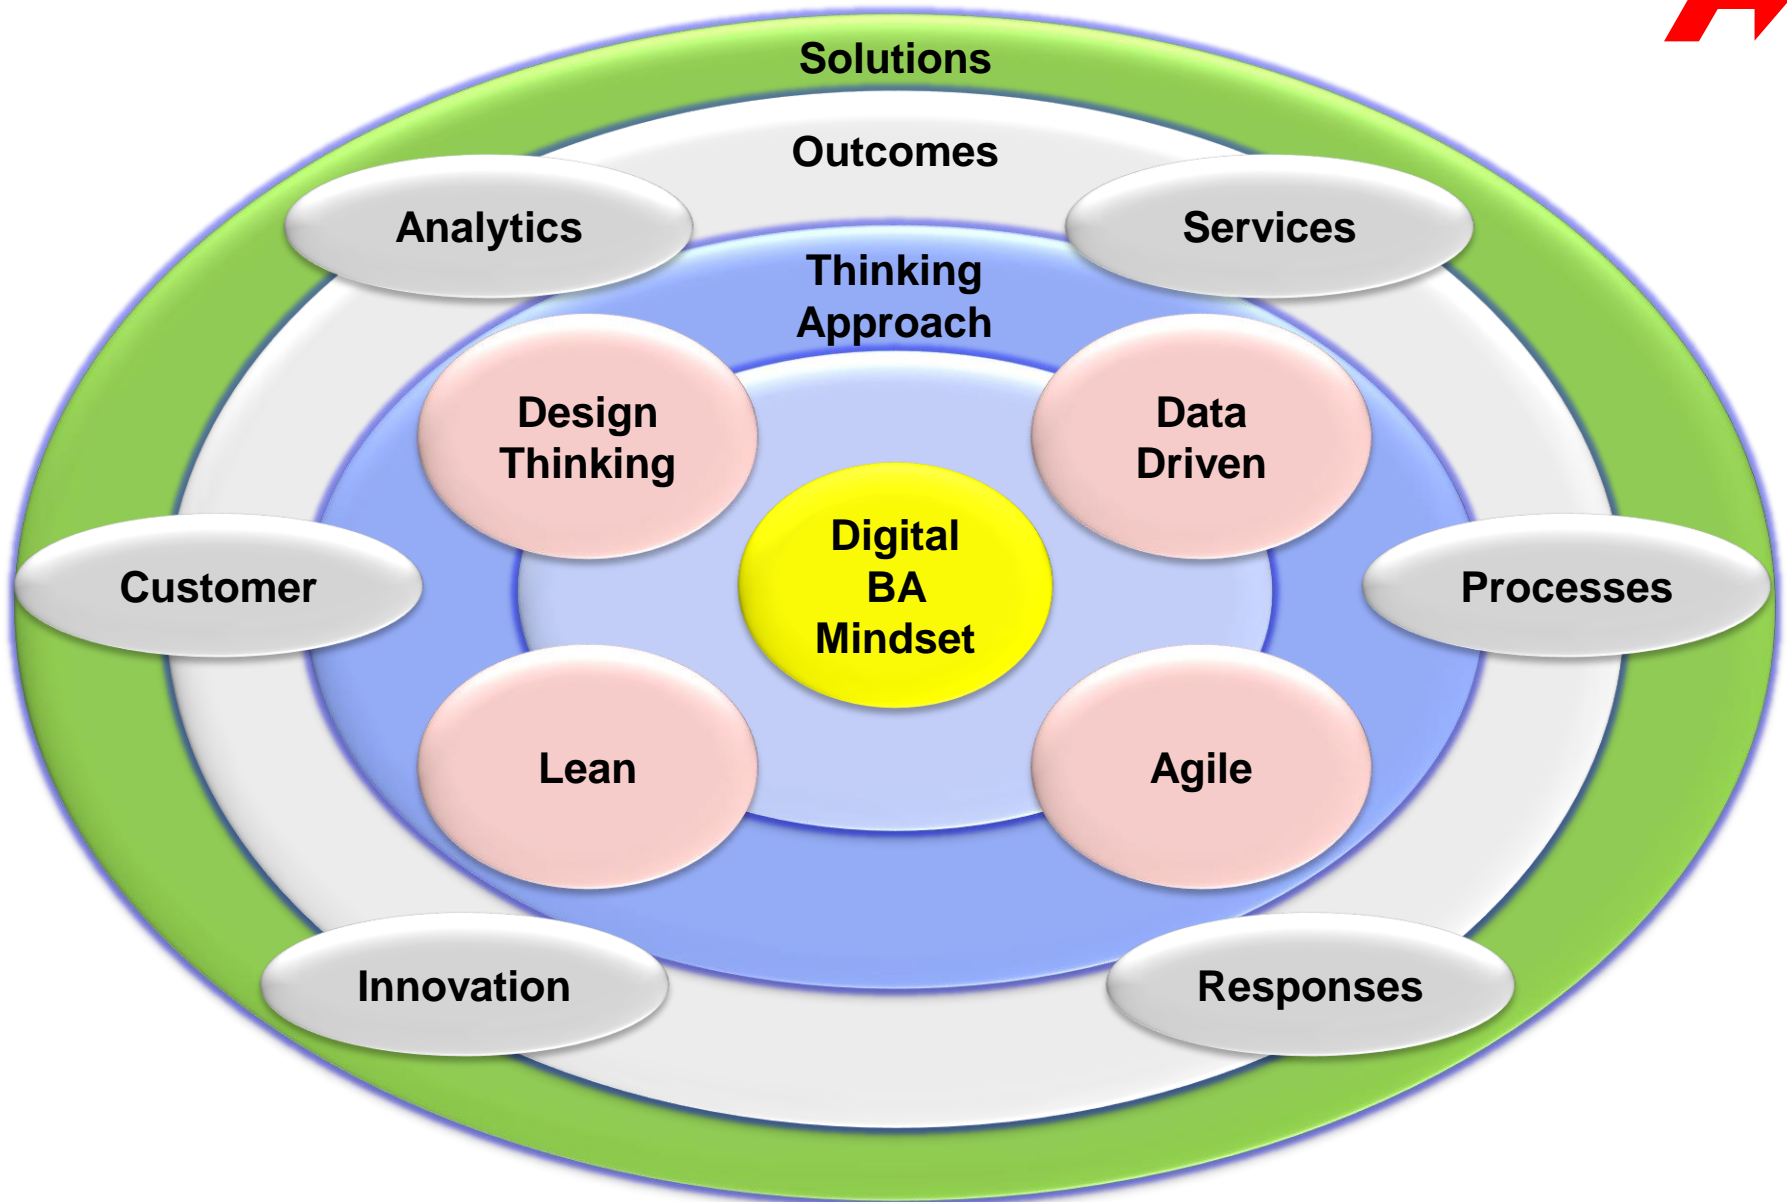 Solutions
Outcomes
Analytics
Services
Thinking
Approach
Design
Thinking
Data
Driven
Digital
BA
Mindset
Customer
Processes
Lean
Agile
Innovation
Responses